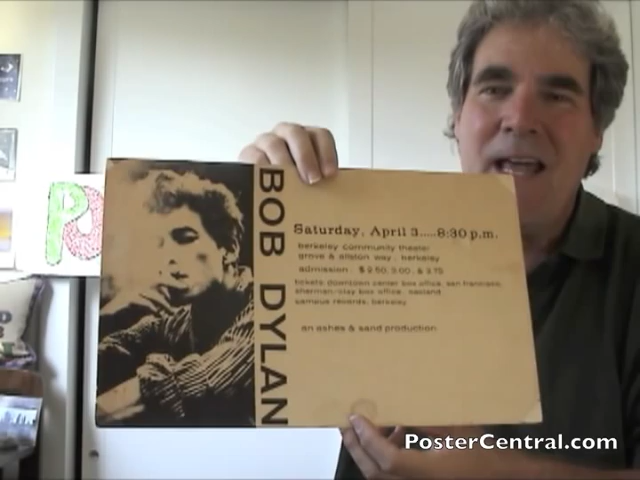 BOB DYLAN
Saturday, April 3.....8:30 p.m.
berkeley community theater
grove & allston way, berkeley
admission: $2.50, 3.00, & 3.75
tickets: downtown center box office, san francisco,
sherman/clay box office, oakland
campus records, berkeley
an ashes & sand production
PosterCentral.com